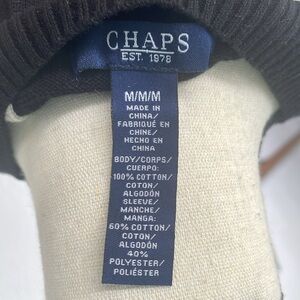 CHAPS
EST. 1978
M/M/M
MADE IN
CHINA/
FABRIQUÉ EN
CHINE/
HECHO EN
CHINA
BODY/CORPS/
CUERPO:
100% COTTON/
COTON/
ALGODÓN
SLEEVE/
MANCHE/
MANGA:
60% COTTON/
COTON/
ALGODÓN
40%
POLYESTER/
POLIÉSTER